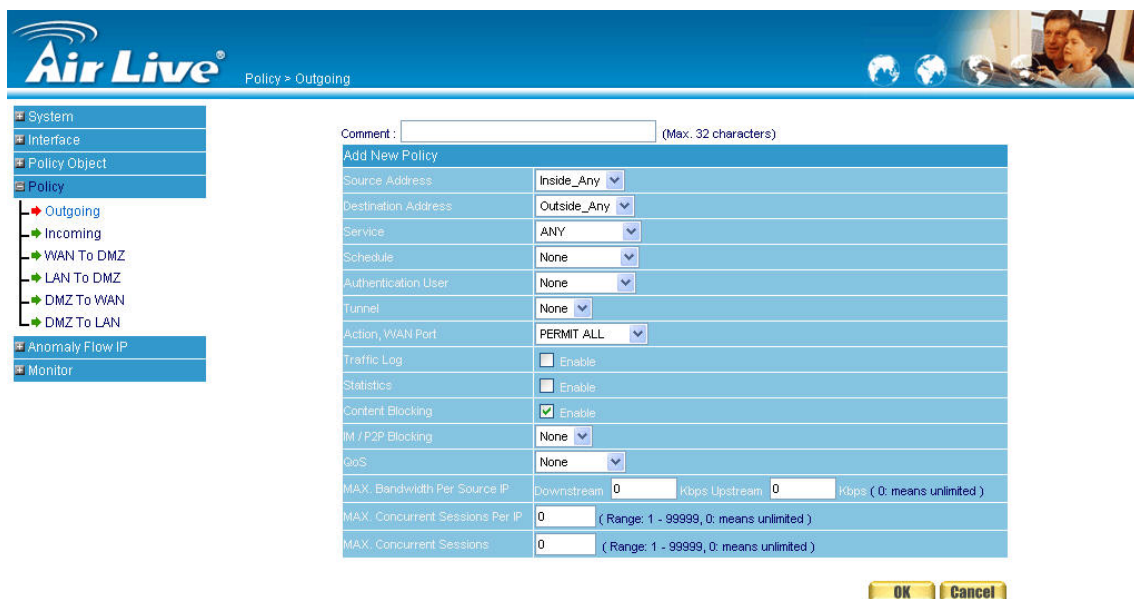 Air Live®
Policy > Outgoing
System
Interface
Policy Object
Policy
Outgoing
Incoming
WAN To DMZ
LAN To DMZ
DMZ To WAN
DMZ To LAN
Anomaly Flow IP
Monitor
Comment : (Max. 32 characters)
Add New Policy
Source Address Inside_Any
Destination Address Outside_Any
Service ANY
Schedule None
Authentication User None
Tunnel None
Action, WAN Port PERMIT ALL
Traffic Log Enable
Statistics Enable
Content Blocking Enable
IM / P2P Blocking None
QoS None
MAX. Bandwidth Per Source IP Downstream 0 Kbps Upstream 0 Kbps ( 0: means unlimited )
MAX. Concurrent Sessions Per IP 0 ( Range: 1 - 99999, 0: means unlimited )
MAX. Concurrent Sessions 0 ( Range: 1 - 99999, 0: means unlimited )
OK Cancel